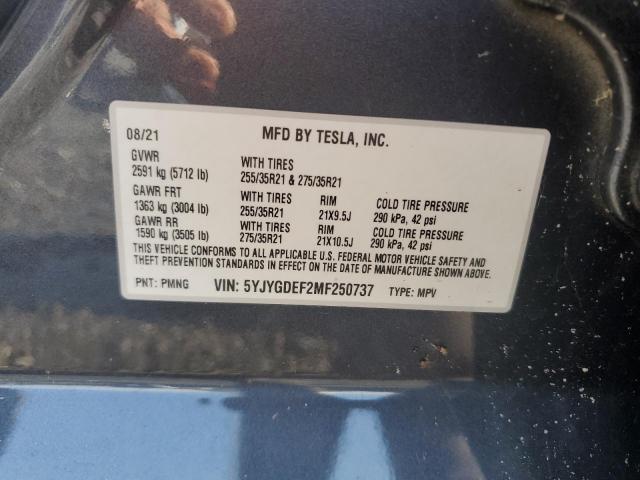 08/21 MFD BY TESLA, INC.
GVWR WITH TIRES
2591 kg (5712 lb) 255/35R21 & 275/35R21
GAWR FRT WITH TIRES RIM COLD TIRE PRESSURE
1363 kg (3004 lb) 255/35R21 21X9.5J 290 kPa, 42 psi
GAWR RR WITH TIRES RIM COLD TIRE PRESSURE
1590 kg (3505 lb) 275/35R21 21X10.5J 290 kPa, 42 psi
THIS VEHICLE CONFORMS TO ALL APPLICABLE U.S. FEDERAL MOTOR VEHICLE SAFETY AND
THEFT PREVENTION STANDARDS IN EFFECT ON THE DATE OF MANUFACTURE SHOWN ABOVE.
PNT: PMNG VIN: 5YJYGDEF2MF250737 TYPE: MPV